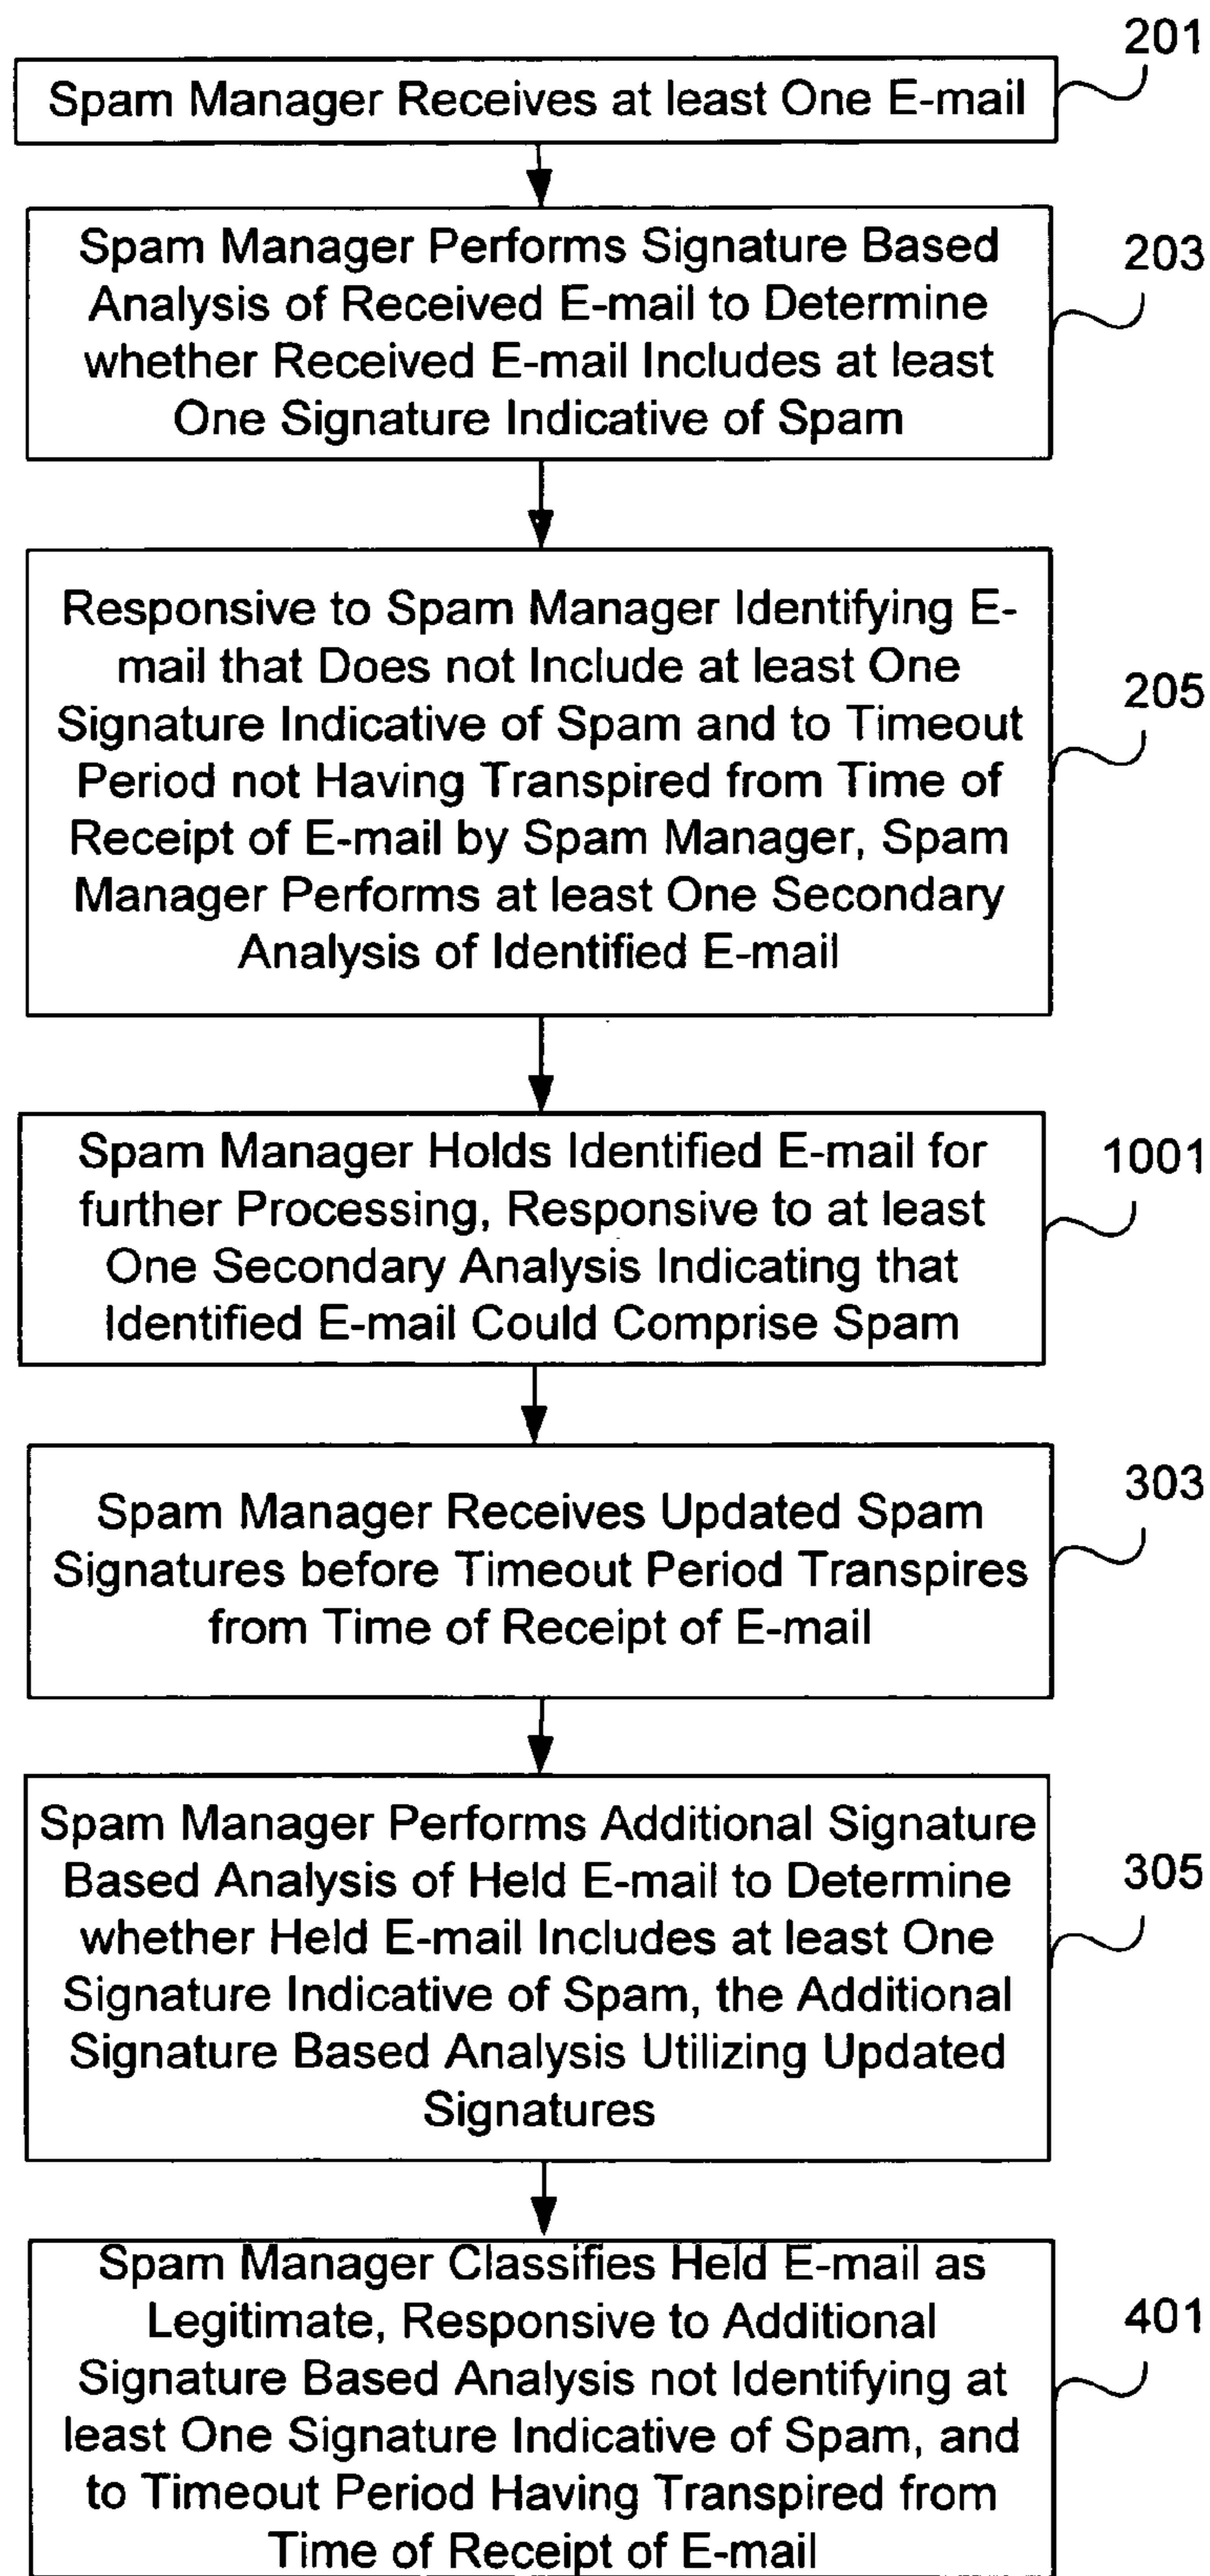 201
Spam Manager Receives at least One E-mail
203
Spam Manager Performs Signature Based
Analysis of Received E-mail to Determine
whether Received E-mail Includes at least
One Signature Indicative of Spam
205
Responsive to Spam Manager Identifying E-
mail that Does not Include at least One
Signature Indicative of Spam and to Timeout
Period not Having Transpired from Time of
Receipt of E-mail by Spam Manager, Spam
Manager Performs at least One Secondary
Analysis of Identified E-mail
1001
Spam Manager Holds Identified E-mail for
further Processing, Responsive to at least
One Secondary Analysis Indicating that
Identified E-mail Could Comprise Spam
303
Spam Manager Receives Updated Spam
Signatures before Timeout Period Transpires
from Time of Receipt of E-mail
305
Spam Manager Performs Additional Signature
Based Analysis of Held E-mail to Determine
whether Held E-mail Includes at least One
Signature Indicative of Spam, the Additional
Signature Based Analysis Utilizing Updated
Signatures
401
Spam Manager Classifies Held E-mail as
Legitimate, Responsive to Additional
Signature Based Analysis not Identifying at
least One Signature Indicative of Spam, and
to Timeout Period Having Transpired from
Time of Receipt of E-mail